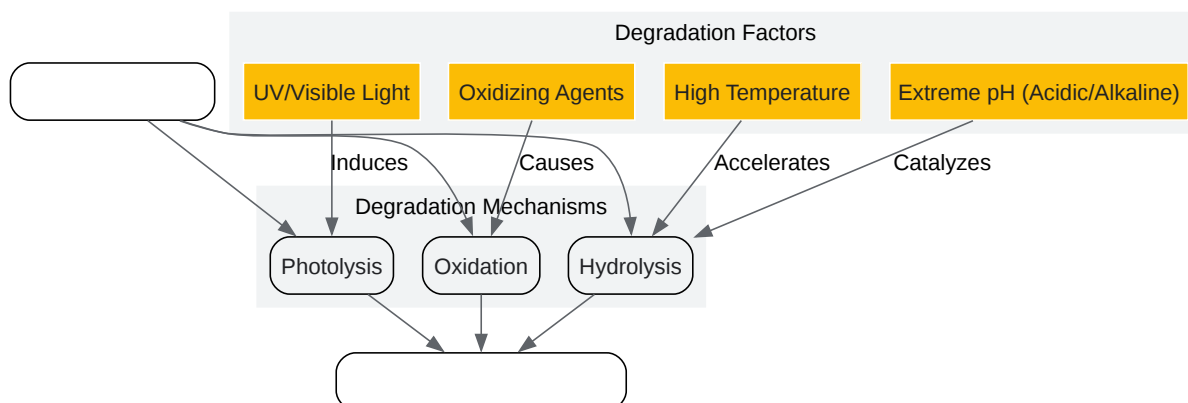 Degradation Factors
UV/Visible Light
Oxidizing Agents
High Temperature
Extreme pH (Acidic/Alkaline)
Induces
Causes
Accelerates
Catalyzes
Degradation Mechanisms
Photolysis
Oxidation
Hydrolysis